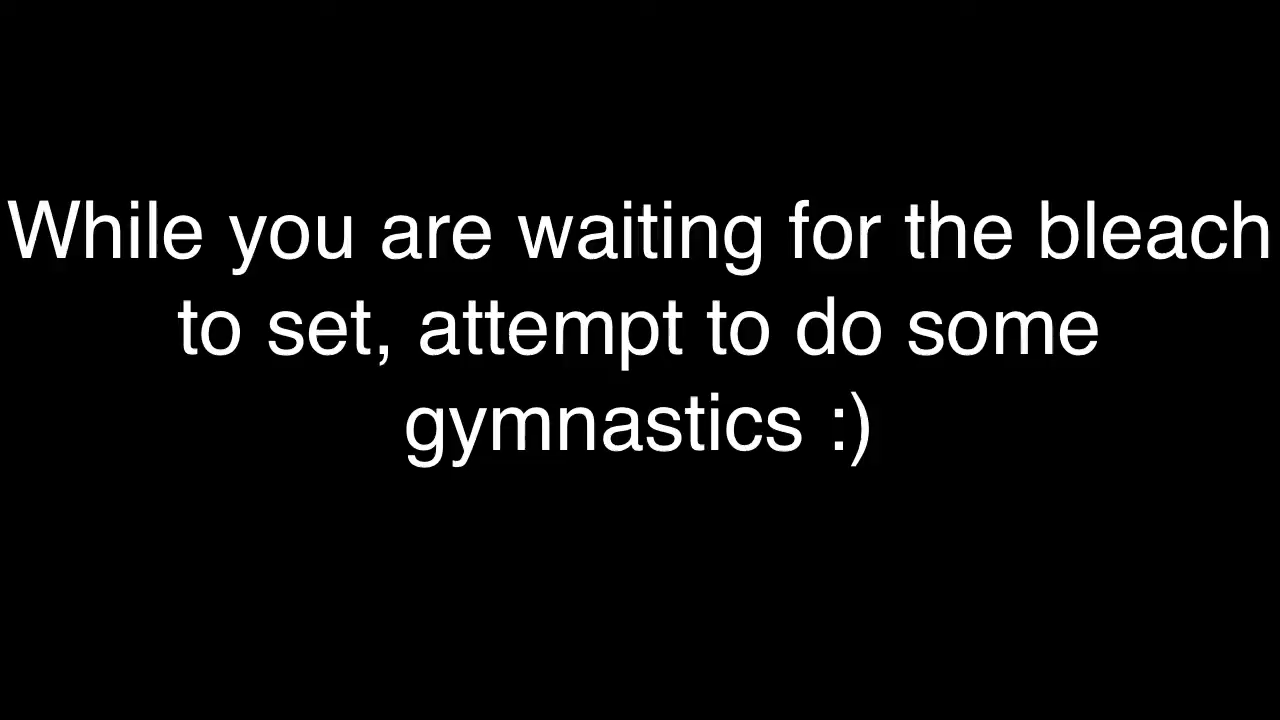 While you are waiting for the bleach
to set, attempt to do some
gymnastics :)